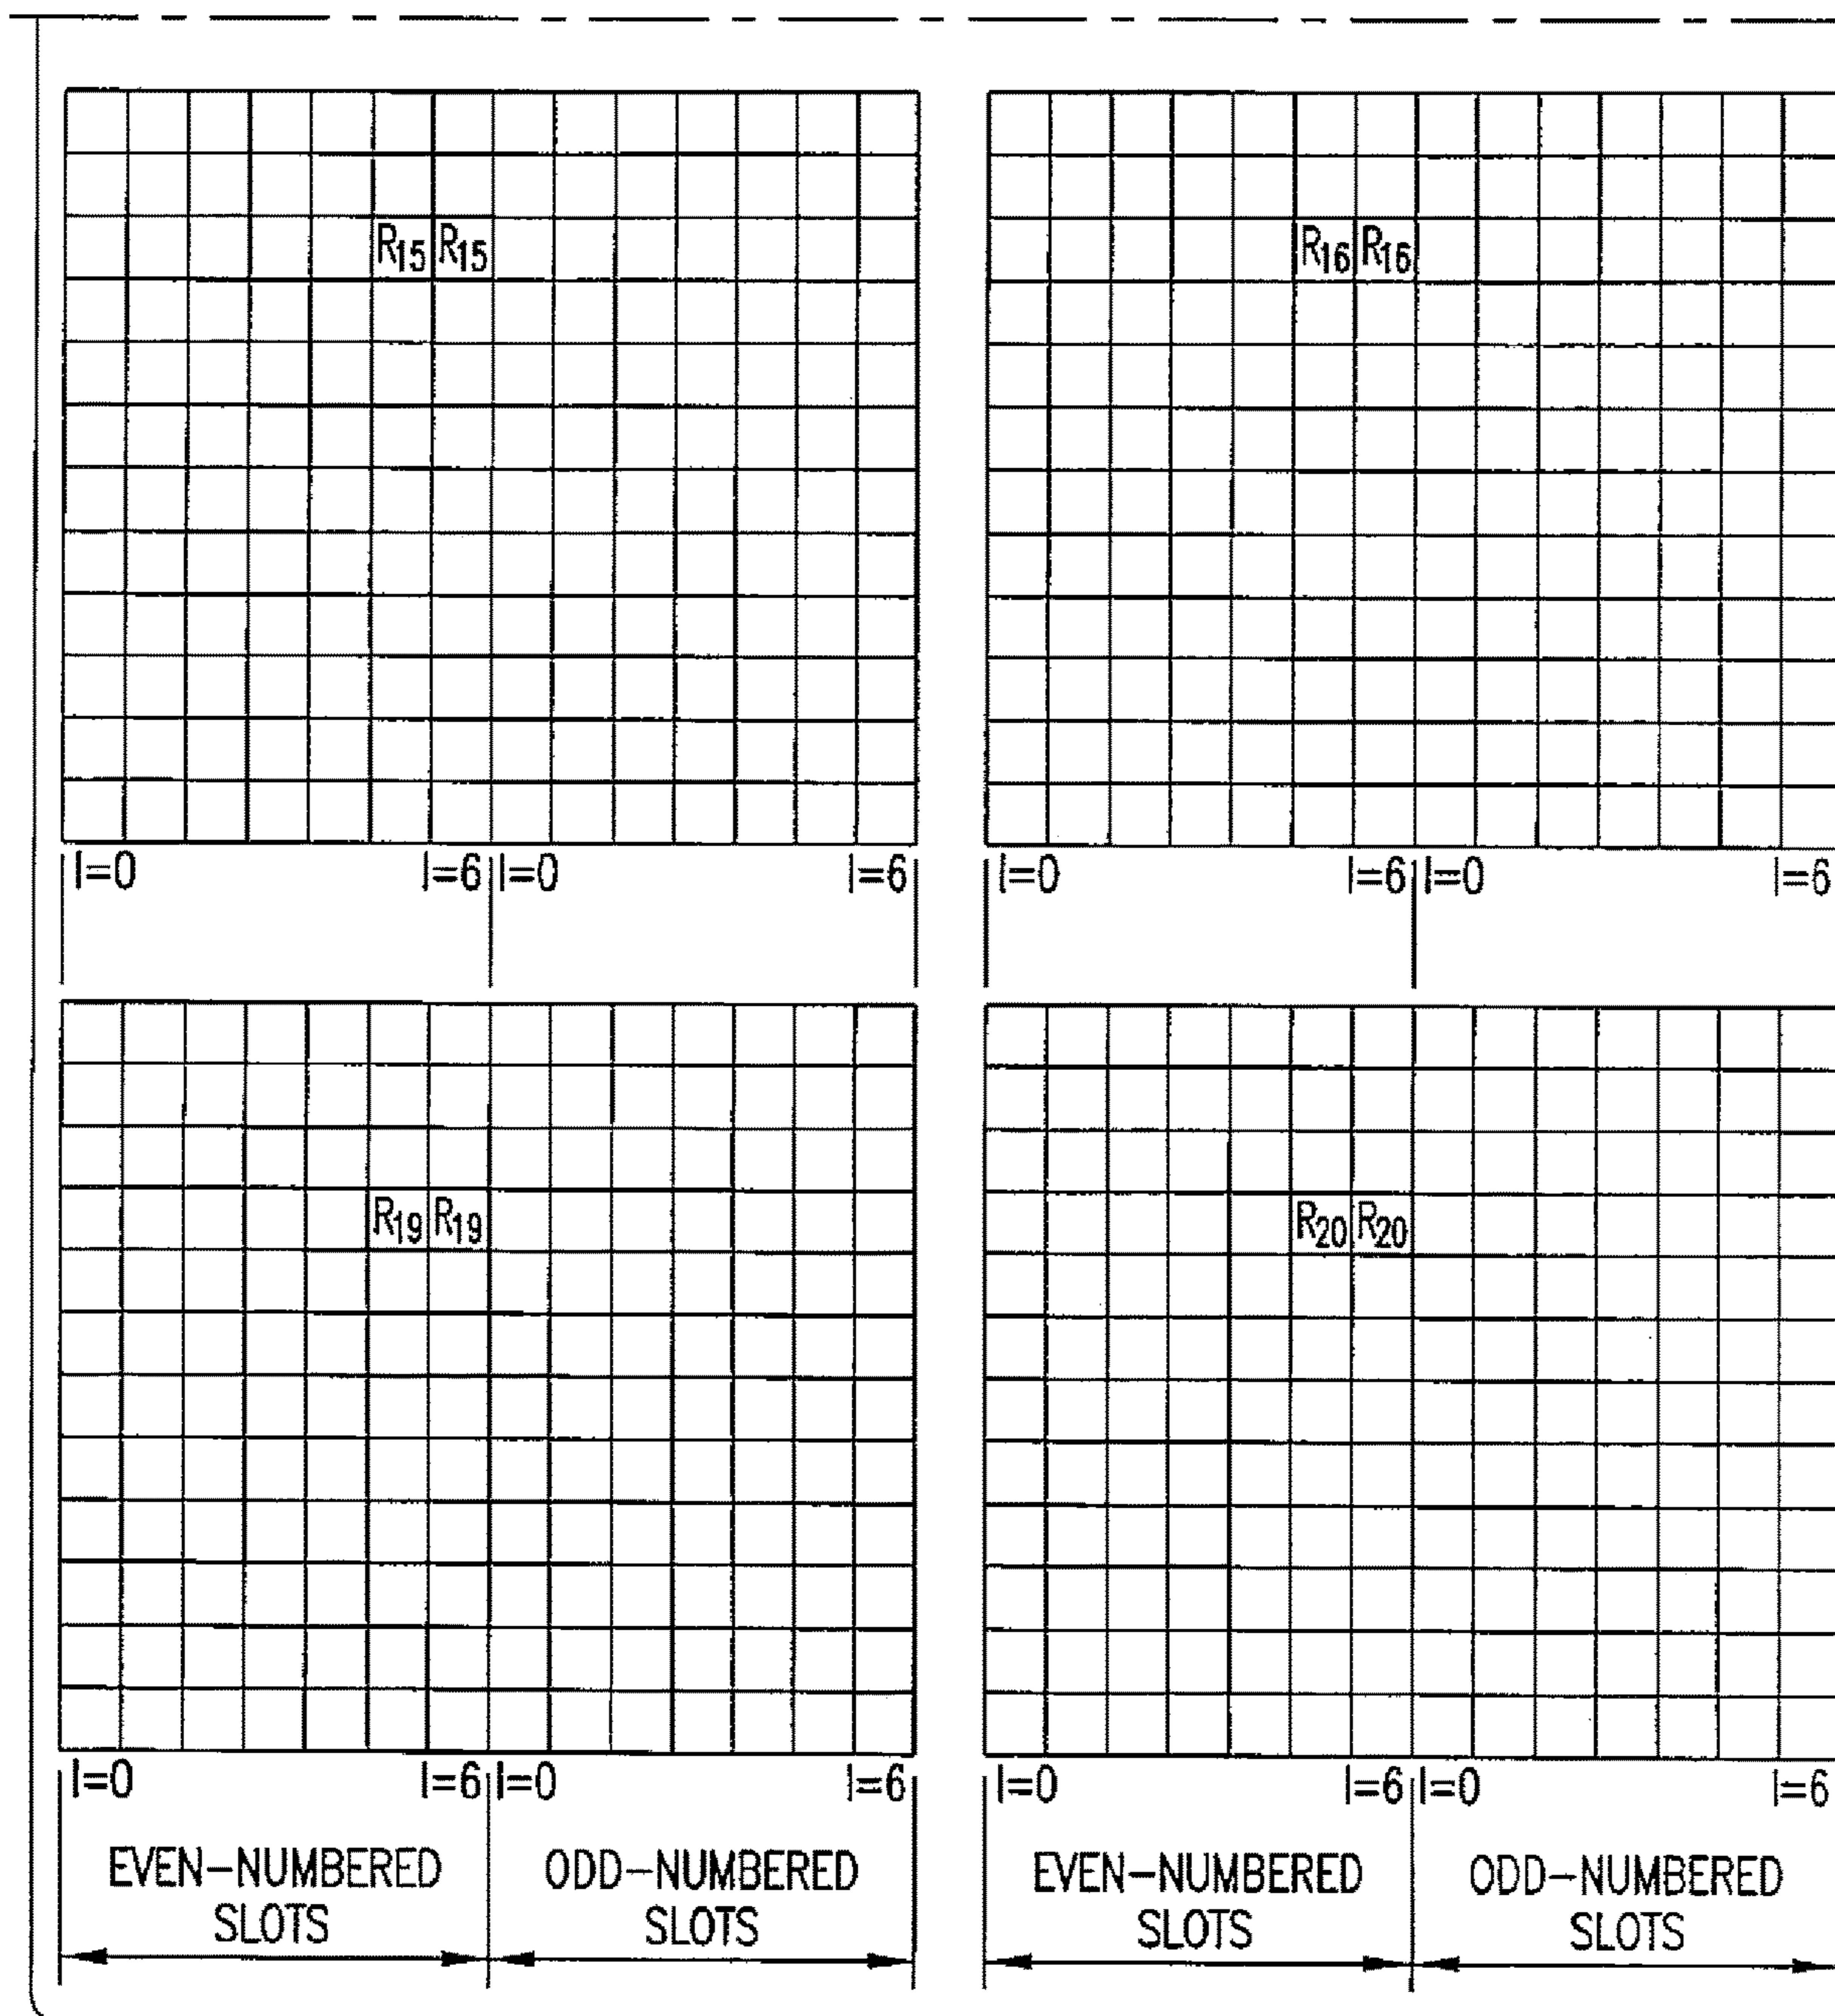 R15 R15 R16 R16
l=0 l=6 l=0 l=6 l=0 l=6 l=0 l=6
R19 R19 R20 R20
l=0 l=6 l=0 l=6 l=0 l=6 l=0 l=6
EVEN-NUMBERED ODD-NUMBERED EVEN-NUMBERED ODD-NUMBERED
SLOTS SLOTS SLOTS SLOTS